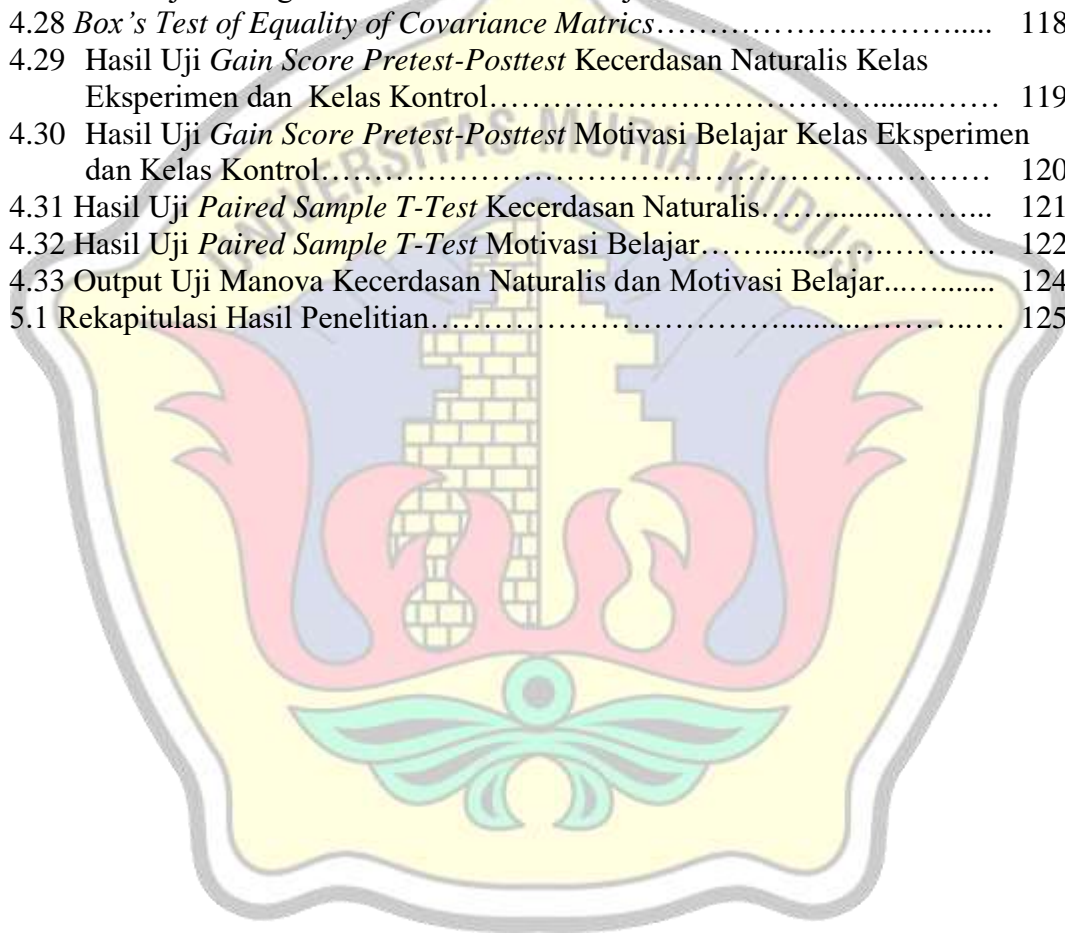 4.28 Box's Test of Equality of Covariance Matrics……….……….……….....  118
4.29 Hasil Uji Gain Score Pretest-Posttest Kecerdasan Naturalis Kelas
Eksperimen dan Kelas Kontrol……………………………….......……  119
4.30 Hasil Uji Gain Score Pretest-Posttest Motivasi Belajar Kelas Eksperimen
dan Kelas Kontrol…………………………………………………………  120
4.31 Hasil Uji Paired Sample T-Test Kecerdasan Naturalis……..........……...  121
4.32 Hasil Uji Paired Sample T-Test Motivasi Belajar……......……………..  122
4.33 Output Uji Manova Kecerdasan Naturalis dan Motivasi Belajar...….......  124
5.1 Rekapitulasi Hasil Penelitian……………………………...........………..…  125
UNIVERSITAS MURIA KUDUS